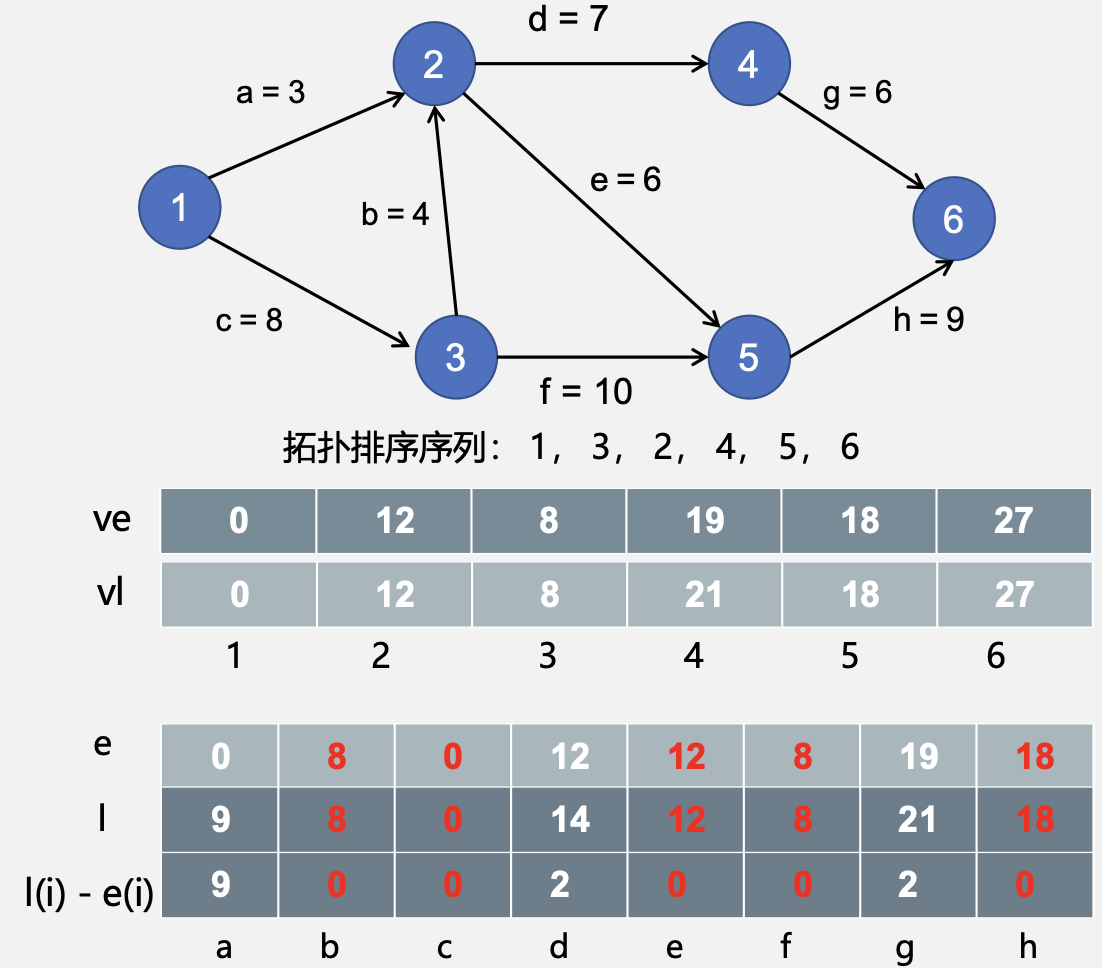 d = 7
2
4
a = 3
g = 6
e = 6
1
b = 4
6
c = 8
h = 9
3
5
f = 10
拓扑排序序列： 1， 3， 2， 4， 5， 6
ve 0 12 8 19 18 27
vl 0 12 8 21 18 27
1 2 3 4 5 6
e 0 8 0 12 12 8 19 18
l 9 8 0 14 12 8 21 18
l(i) - e(i) 9 0 0 2 0 0 2 0
a b c d e f g h